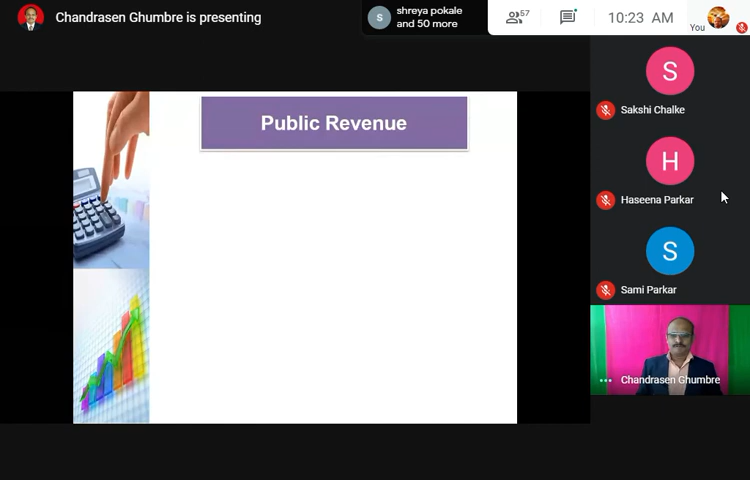 Chandrasen Ghumbre is presenting
S
shreya pokale
and 50 more
57
10:23 AM
You
Public Revenue
S
Sakshi Chalke
H
Haseena Parkar
S
Sami Parkar
Chandrasen Ghumbre